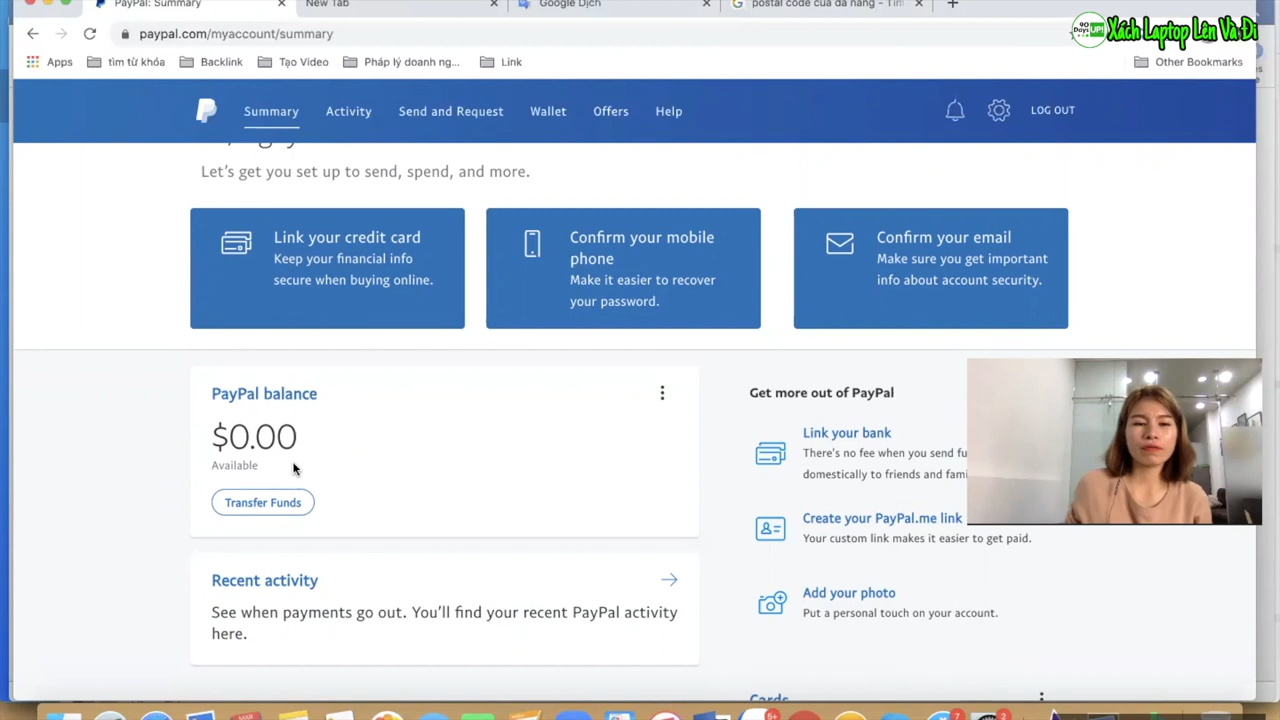 PayPal: Summary
New Tab
Google Dịch
postal code của đà nẵng - Tìm
90 Days UP!
Xách Laptop Lên Và Đi
paypal.com/myaccount/summary
Apps
tìm từ khóa
Backlink
Tạo Video
Pháp lý doanh ng...
Link
Other Bookmarks
Summary
Activity
Send and Request
Wallet
Offers
Help
LOG OUT
Let's get you set up to send, spend, and more.
Link your credit card
Keep your financial info
secure when buying online.
Confirm your mobile
phone
Make it easier to recover
your password.
Confirm your email
Make sure you get important
info about account security.
PayPal balance
$0.00
Available
Transfer Funds
Recent activity
See when payments go out. You'll find your recent PayPal activity
here.
Get more out of PayPal
Link your bank
There's no fee when you send fu
domestically to friends and fami
Create your PayPal.me link
Your custom link makes it easier to get paid.
Add your photo
Put a personal touch on your account.
Cards